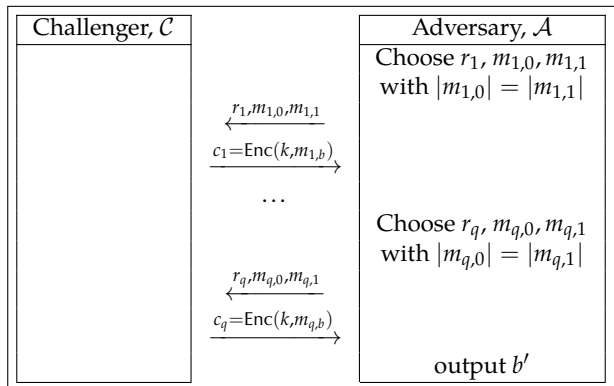 Challenger, 𝒞
Adversary, 𝒜
Choose r₁, m₁,₀, m₁,₁
with |m₁,₀| = |m₁,₁|
r₁,m₁,₀,m₁,₁
c₁=Enc(k,m₁,b)
...
Choose r_q, m_q,0, m_q,1
with |m_q,0| = |m_q,1|
r_q,m_q,0,m_q,1
c_q=Enc(k,m_q,b)
output b′